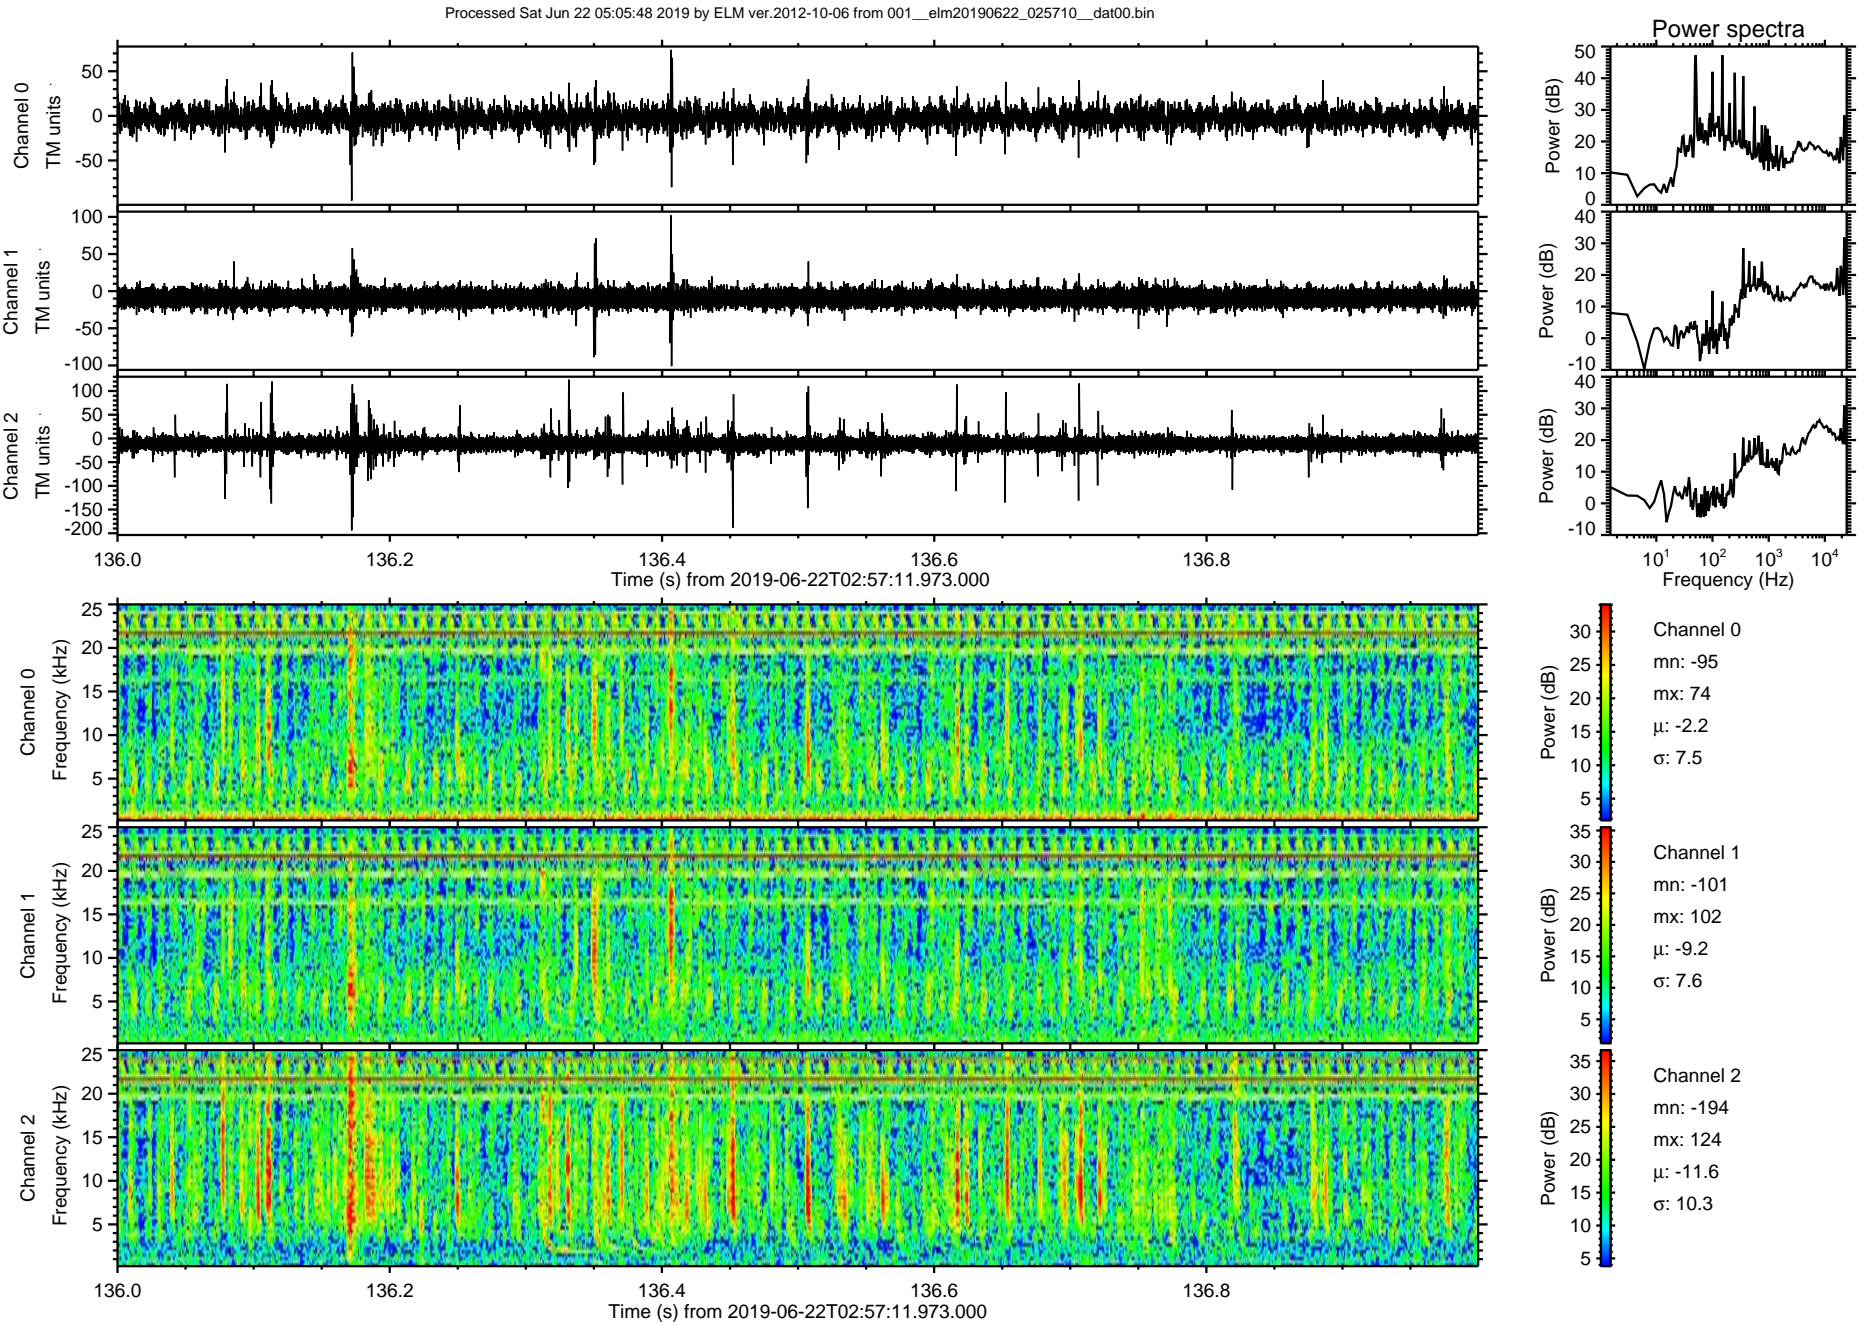 Processed Sat Jun 22 05:05:48 2019 by ELM ver.2012-10-06 from 001__elm20190622_025710__dat00.bin
Power spectra
Channel 0
TM units
50
0
-50
Power (dB)
50
40
30
20
10
0
Channel 1
TM units
100
50
0
-50
-100
Power (dB)
40
30
20
10
0
-10
Channel 2
TM units
100
50
0
-50
-100
-150
-200
Power (dB)
40
30
20
10
0
-10
136.0 136.2 136.4 136.6 136.8
Time (s) from 2019-06-22T02:57:11.973.000
10¹ 10² 10³ 10⁴
Frequency (Hz)
Channel 0
Frequency (kHz)
25
20
15
10
5
Power (dB)
30
25
20
15
10
5
Channel 0
mn: -95
mx: 74
μ: -2.2
σ: 7.5
Channel 1
Frequency (kHz)
25
20
15
10
5
Power (dB)
35
30
25
20
15
10
5
Channel 1
mn: -101
mx: 102
μ: -9.2
σ: 7.6
Channel 2
Frequency (kHz)
25
20
15
10
5
Power (dB)
35
30
25
20
15
10
5
Channel 2
mn: -194
mx: 124
μ: -11.6
σ: 10.3
136.0 136.2 136.4 136.6 136.8
Time (s) from 2019-06-22T02:57:11.973.000